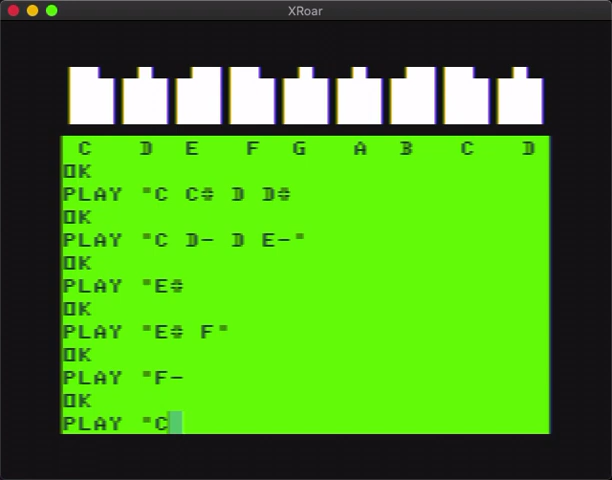 XRoar
C D E F G A B C D
OK
PLAY "C C# D D#
OK
PLAY "C D- D E-"
OK
PLAY "E#
OK
PLAY "E# F"
OK
PLAY "F-
OK
PLAY "C